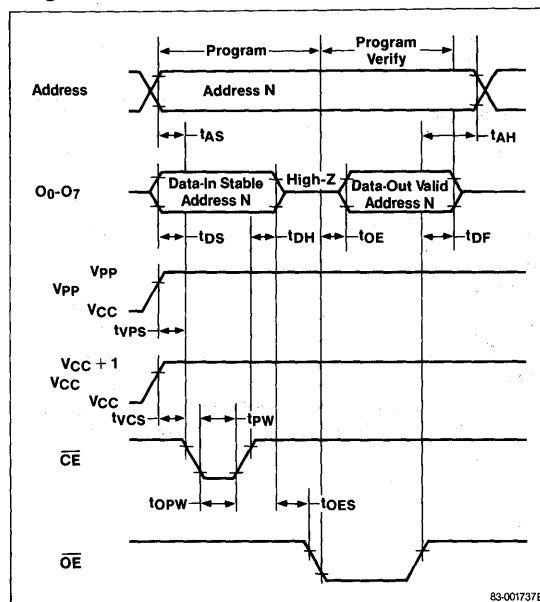 Program
Program
Verify
Address
Address N
tAS
tAH
O0-O7
Data-In Stable
Address N
High-Z
Data-Out Valid
Address N
tDS
tDH
tOE
tDF
VPP
VPP
VCC
tVPS
VCC + 1
VCC
VCC
tVCS
tPW
CE
tOPW
tOES
OE
83-001737B